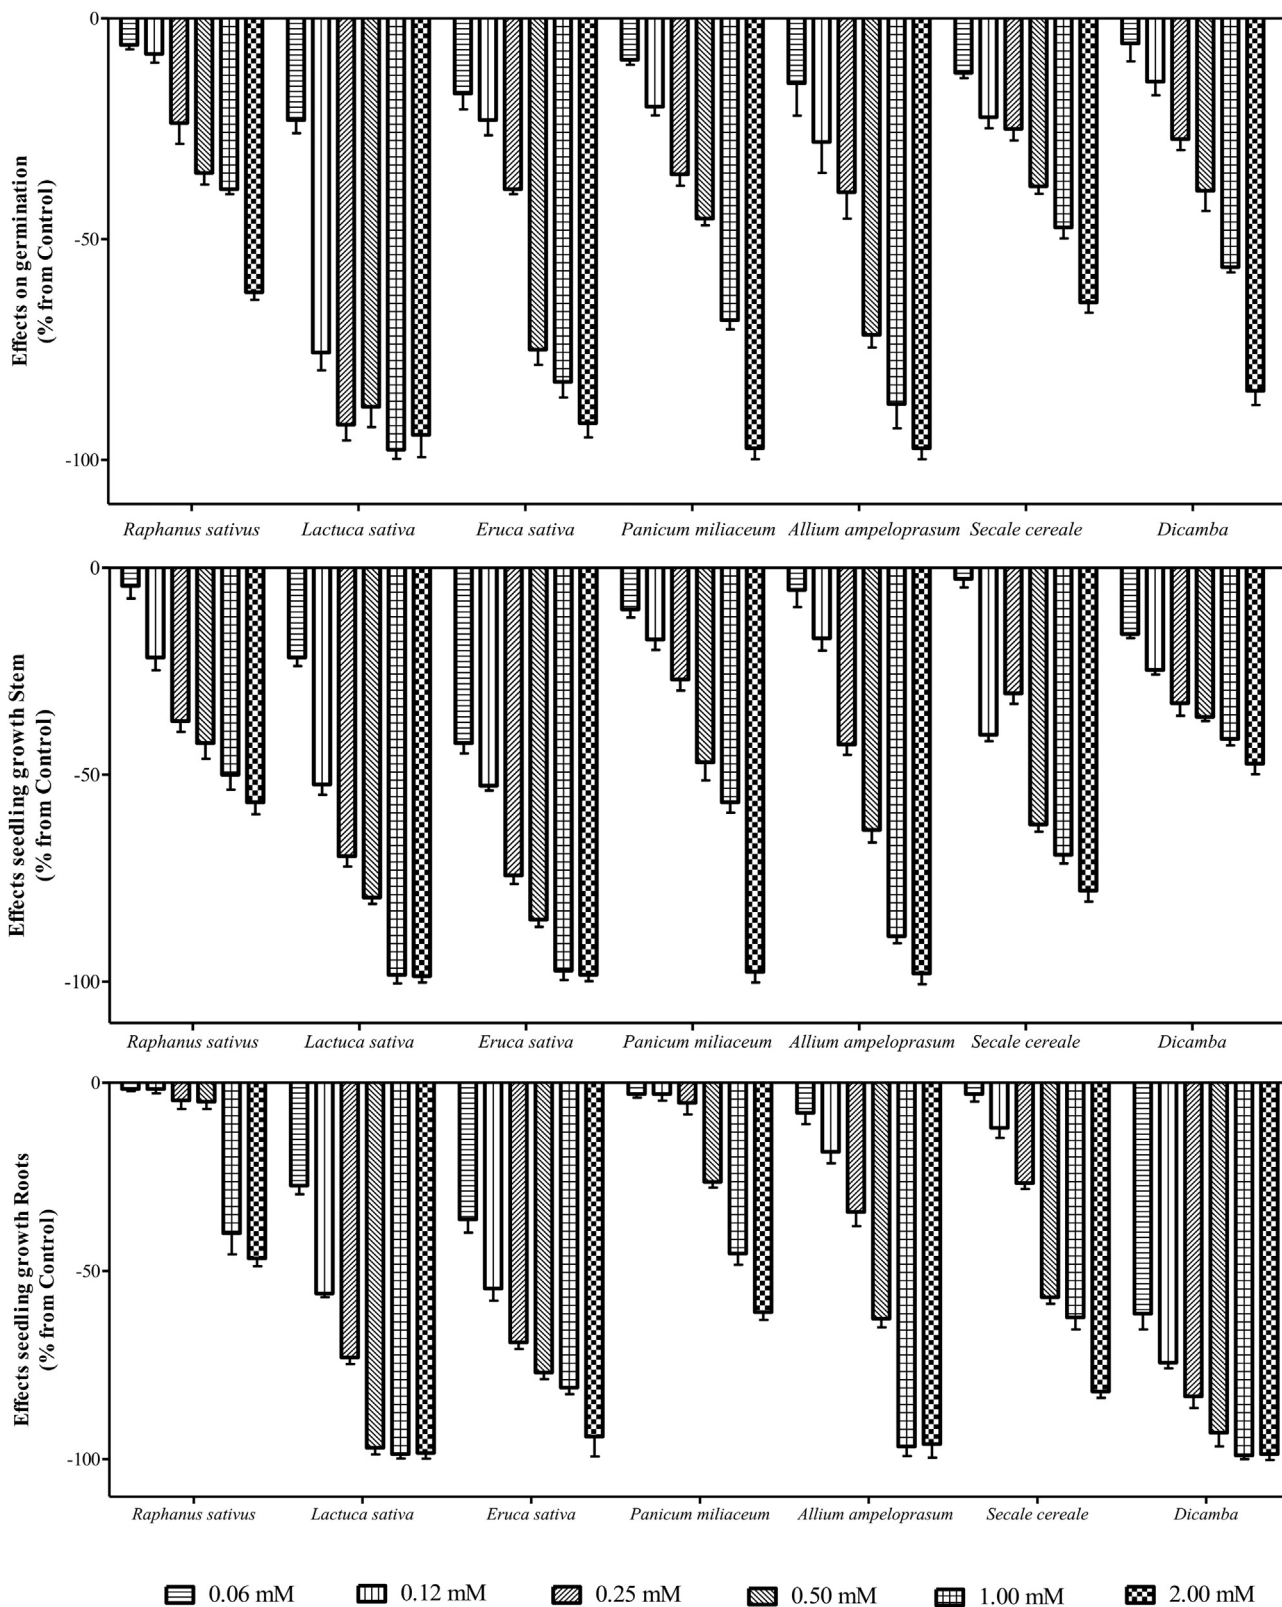 Effects on germination
(% from Control)
0
-50
-100
Raphanus sativus Lactuca sativa Eruca sativa Panicum miliaceum Allium ampeloprasum Secale cereale Dicamba
Effects seedling growth Stem
(% from Control)
0
-50
-100
Raphanus sativus Lactuca sativa Eruca sativa Panicum miliaceum Allium ampeloprasum Secale cereale Dicamba
Effects seedling growth Roots
(% from Control)
0
-50
-100
Raphanus sativus Lactuca sativa Eruca sativa Panicum miliaceum Allium ampeloprasum Secale cereale Dicamba
0.06 mM 0.12 mM 0.25 mM 0.50 mM 1.00 mM 2.00 mM